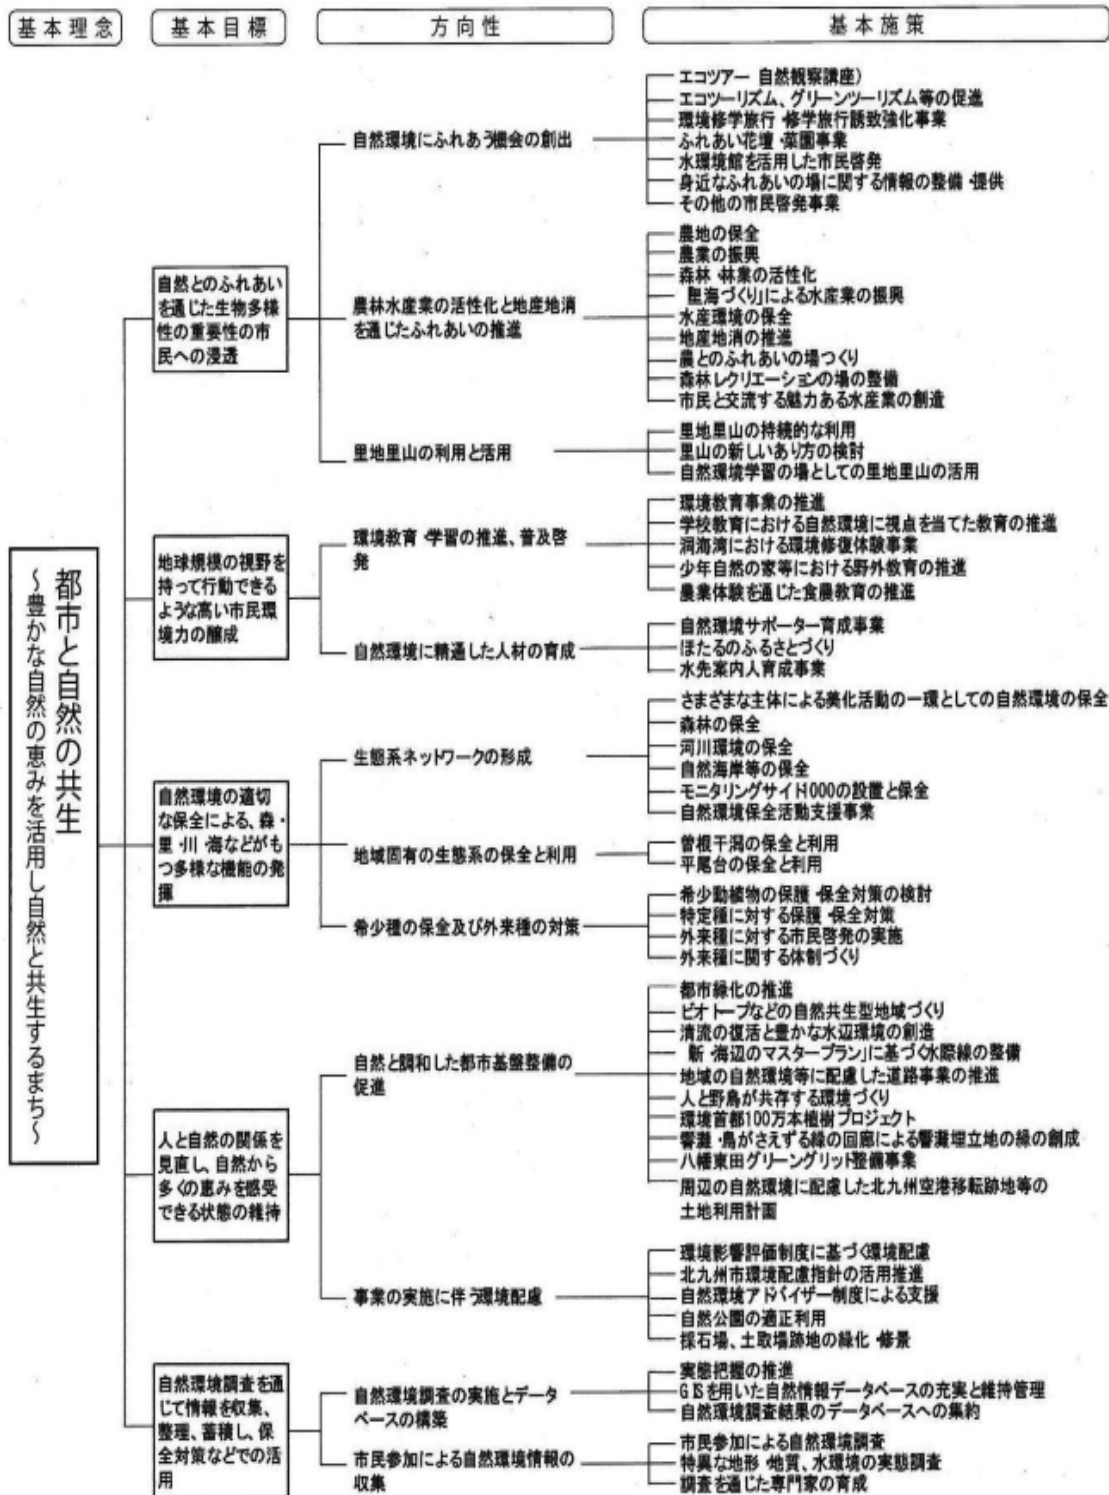 基本理念
基本目標
方向性
基本施策
都市と自然の共生
～豊かな自然の恵みを活用し自然と共生するまち～
自然とのふれあい
を通じた生物多様
性の重要性の市
民への浸透
自然環境にふれあう機会の創出
エコツアー 自然観察講座）
エコツーリズム、グリーンツーリズム等の促進
環境修学旅行・修学旅行誘致強化事業
ふれあい花壇・菜園事業
水環境館を活用した市民啓発
身近なふれあいの場に関する情報の整備・提供
その他の市民啓発事業
農林水産業の活性化と地産地消
を通じたふれあいの推進
農地の保全
農業の振興
森林・林業の活性化
「里海づくり」による水産業の振興
水産環境の保全
地産地消の推進
農とのふれあいの場つくり
森林レクリエーションの場の整備
市民と交流する魅力ある水産業の創造
里地里山の利用と活用
里地里山の持続的な利用
里山の新しいあり方の検討
自然環境学習の場としての里地里山の活用
地球規模の視野を
持って行動できる
ような高い市民環
境力の醸成
環境教育・学習の推進、普及啓
発
環境教育事業の推進
学校教育における自然環境に視点を当てた教育の推進
洞海湾における環境修復体験事業
少年自然の家等における野外教育の推進
農業体験を通じた食農教育の推進
自然環境に精通した人材の育成
自然環境サポーター育成事業
ほたるのふるさとづくり
水先案内人育成事業
自然環境の適切
な保全による、森・
里・川・海などがも
つ多様な機能の発
揮
生態系ネットワークの形成
さまざまな主体による美化活動の一環としての自然環境の保全
森林の保全
河川環境の保全
自然海岸等の保全
モニタリングサイト1000の設置と保全
自然環境保全活動支援事業
地域固有の生態系の保全と利用
曽根干潟の保全と利用
平尾台の保全と利用
希少種の保全及び外来種の対策
希少動植物の保護・保全対策の検討
特定種に対する保護・保全対策
外来種に対する市民啓発の実施
外来種に関する体制づくり
人と自然の関係を
見直し、自然から
多くの恵みを感受
できる状態の維持
自然と調和した都市基盤整備の
促進
都市緑化の推進
ビオトープなどの自然共生型地域づくり
清流の復活と豊かな水辺環境の創造
「新・海辺のマスタープラン」に基づく水際線の整備
地域の自然環境等に配慮した道路事業の推進
人と野鳥が共存する環境づくり
環境首都100万本植樹プロジェクト
響灘・鳥がさえずる緑の回廊による響灘埋立地の緑の創成
八幡東田グリーングリッド整備事業
周辺の自然環境に配慮した北九州空港移転跡地等の
土地利用計画
事業の実施に伴う環境配慮
環境影響評価制度に基づく環境配慮
北九州市環境配慮指針の活用推進
自然環境アドバイザー制度による支援
自然公園の適正利用
採石場、土取場跡地の緑化・修景
自然環境調査を通
じて情報を収集、
整理、蓄積し、保
全対策などでの活
用
自然環境調査の実施とデータ
ベースの構築
実態把握の推進
GISを用いた自然情報データベースの充実と維持管理
自然環境調査結果のデータベースへの集約
市民参加による自然環境情報の
収集
市民参加による自然環境調査
特異な地形・地質、水環境の実態調査
調査を通じた専門家の育成